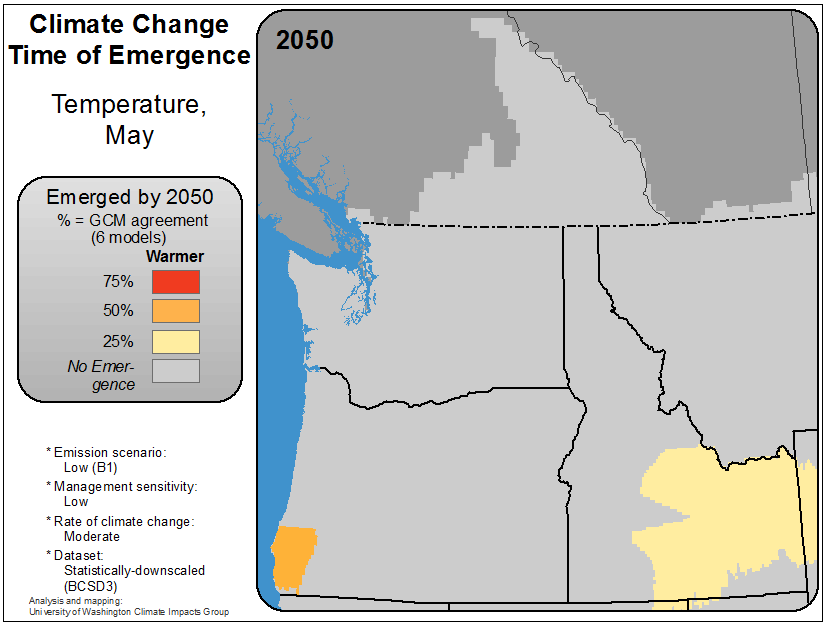 Climate Change
Time of Emergence
Temperature,
May
2050
Emerged by 2050
% = GCM agreement
(6 models)
Warmer
75%
50%
25%
No Emer-
gence
* Emission scenario:
Low (B1)
* Management sensitivity:
Low
* Rate of climate change:
Moderate
* Dataset:
Statistically-downscaled
(BCSD3)
Analysis and mapping:
University of Washington Climate Impacts Group